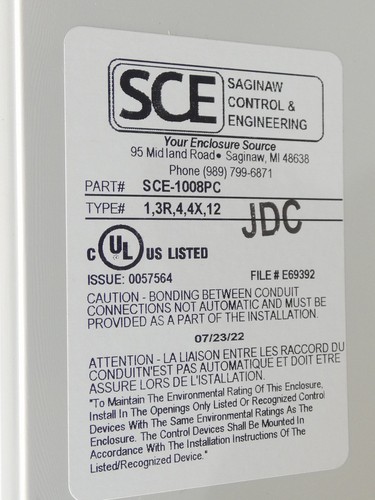 SCE
SAGINAW
CONTROL &
ENGINEERING
Your Enclosure Source
95 Midland Road• Saginaw, MI 48638
Phone (989) 799-6871
PART# SCE-1008PC
TYPE# 1,3R,4,4X,12
JDC
C UL US LISTED
ISSUE: 0057564 FILE # E69392
CAUTION - BONDING BETWEEN CONDUIT
CONNECTIONS NOT AUTOMATIC AND MUST BE
PROVIDED AS A PART OF THE INSTALLATION.
07/23/22
ATTENTION - LA LIAISON ENTRE LES RACCORD DU
CONDUIT'N'EST PAS AUTOMATIQUE ET DOIT ETRE
ASSURE LORS DE L'ISTALLATION.
"To Maintain The Environmental Rating Of This Enclosure,
Install In The Openings Only Listed Or Recognized Control
Devices With The Same Environmental Ratings As The
Enclosure. The Control Devices Shall Be Mounted In
Accordance With The Installation Instructions Of The
Listed/Recognized Device."